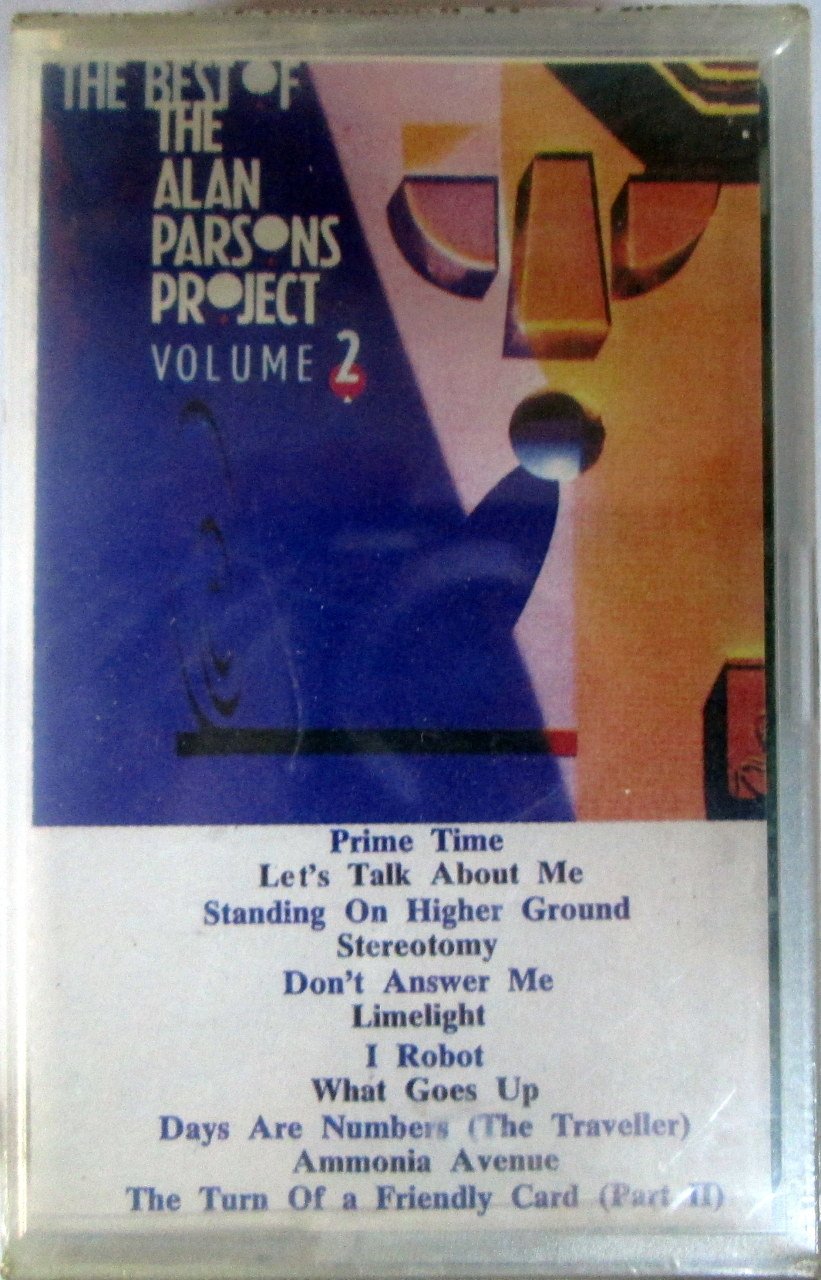 THE BEST OF
THE
ALAN
PARSONS
PROJECT
VOLUME 2
Prime Time
Let's Talk About Me
Standing On Higher Ground
Stereotomy
Don't Answer Me
Limelight
I Robot
What Goes Up
Days Are Numbers (The Traveller)
Ammonia Avenue
The Turn Of a Friendly Card (Part II)